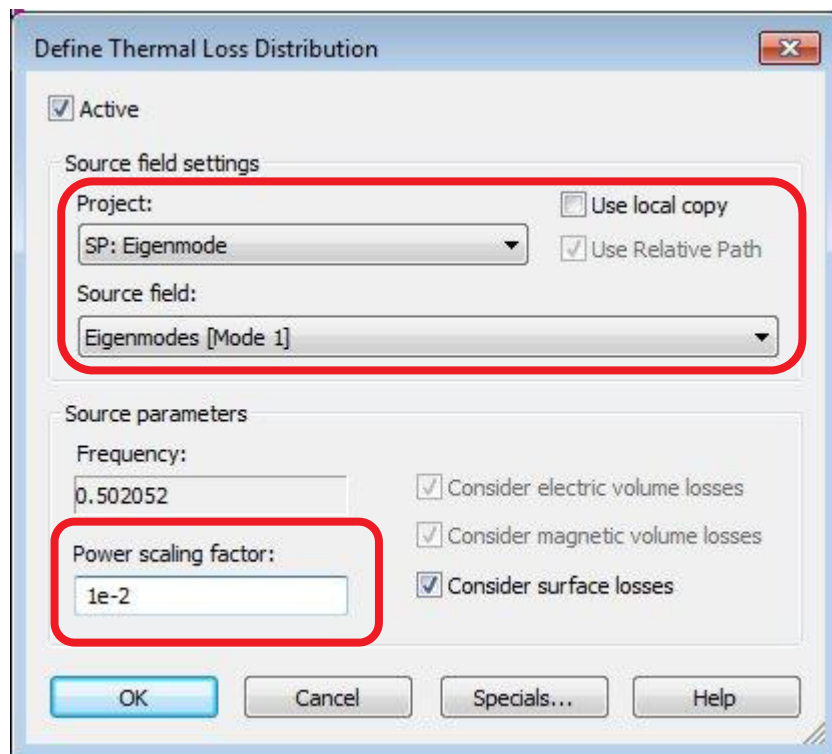 Define Thermal Loss Distribution
Active
Source field settings
Project:
Use local copy
SP: Eigenmode
Use Relative Path
Source field:
Eigenmodes [Mode 1]
Source parameters
Frequency:
0.502052
Consider electric volume losses
Consider magnetic volume losses
Power scaling factor:
1e-2
Consider surface losses
OK
Cancel
Specials...
Help